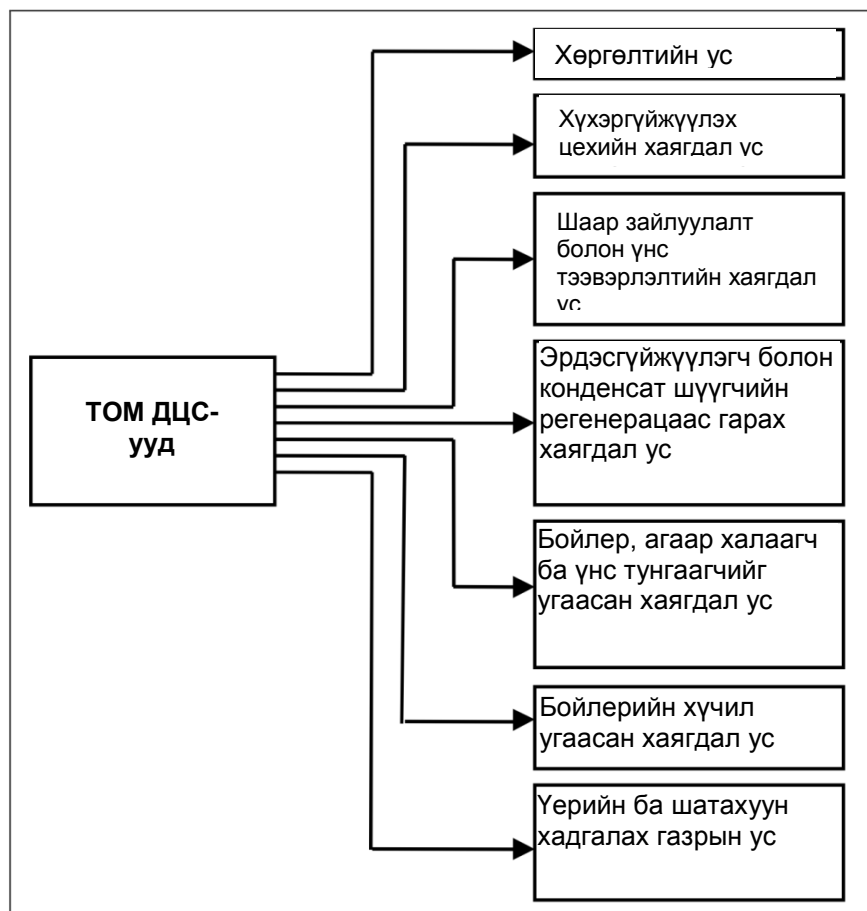 Хөргөлтийн ус
Хүхэргүйжүүлэх
цехийн хаягдал ус
Шаар зайлуулалт
болон үнс
тээвэрлэлтийн хаягдал
ус
ТОМ ДЦС-
ууд
Эрдэсгүйжүүлэгч болон
конденсат шүүгчийн
регенерацаас гарах
хаягдал ус
Бойлер, агаар халаагч
ба үнс тунгаагчийг
угаасан хаягдал ус
Бойлерийн хүчил
угаасан хаягдал ус
Үерийн ба шатахуун
хадгалах газрын ус